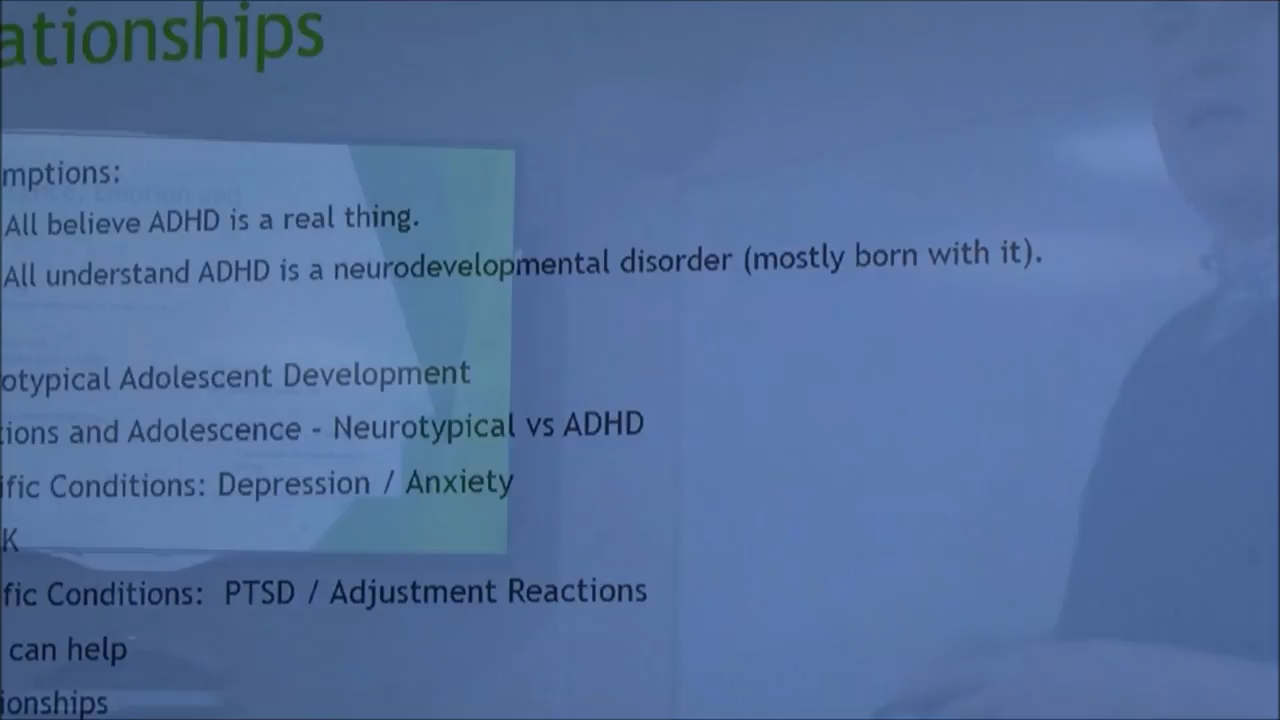 ationships
mptions:
All believe ADHD is a real thing.
All understand ADHD is a neurodevelopmental disorder (mostly born with it).
otypical Adolescent Development
tions and Adolescence - Neurotypical vs ADHD
ific Conditions: Depression / Anxiety
K
fic Conditions: PTSD / Adjustment Reactions
can help
ionships